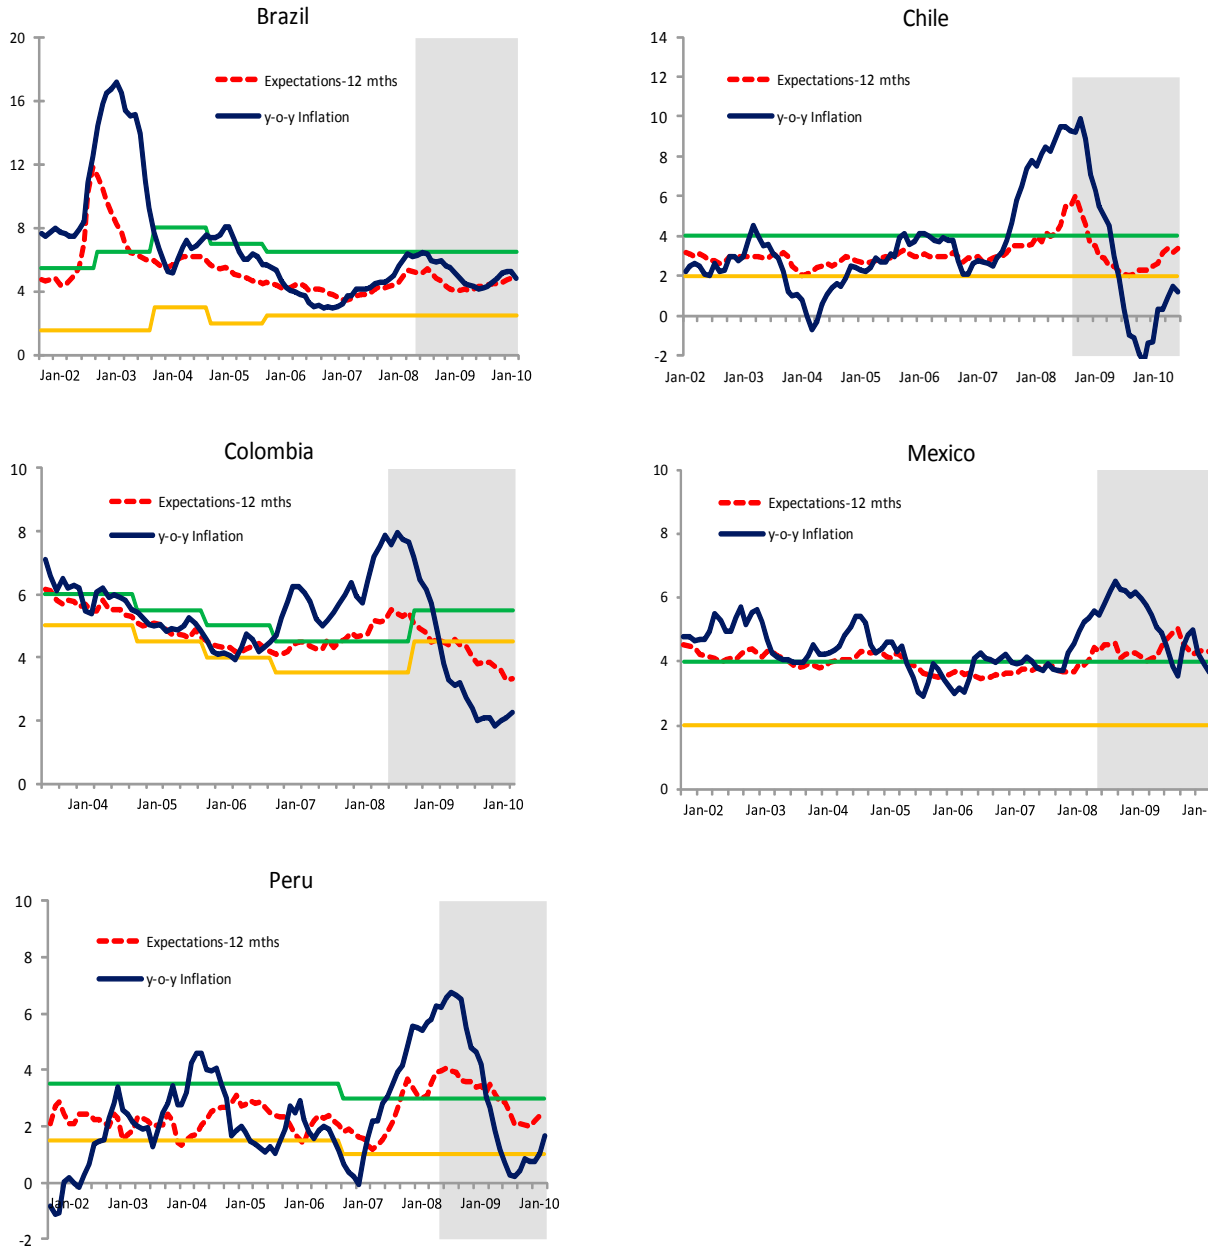 Brazil
20
16
12
8
4
0
Expectations-12 mths
y-o-y Inflation
Jan-02 Jan-03 Jan-04 Jan-05 Jan-06 Jan-07 Jan-08 Jan-09 Jan-10
Chile
14
12
10
8
6
4
2
0
-2
Expectations-12 mths
y-o-y Inflation
Jan-02 Jan-03 Jan-04 Jan-05 Jan-06 Jan-07 Jan-08 Jan-09 Jan-10
Colombia
10
8
6
4
2
0
Expectations-12 mths
y-o-y Inflation
Jan-04 Jan-05 Jan-06 Jan-07 Jan-08 Jan-09 Jan-10
Mexico
10
8
6
4
2
0
Expectations-12 mths
y-o-y Inflation
Jan-02 Jan-03 Jan-04 Jan-05 Jan-06 Jan-07 Jan-08 Jan-09 Jan-
Peru
10
8
6
4
2
0
-2
Expectations-12 mths
y-o-y Inflation
Jan-02 Jan-03 Jan-04 Jan-05 Jan-06 Jan-07 Jan-08 Jan-09 Jan-10